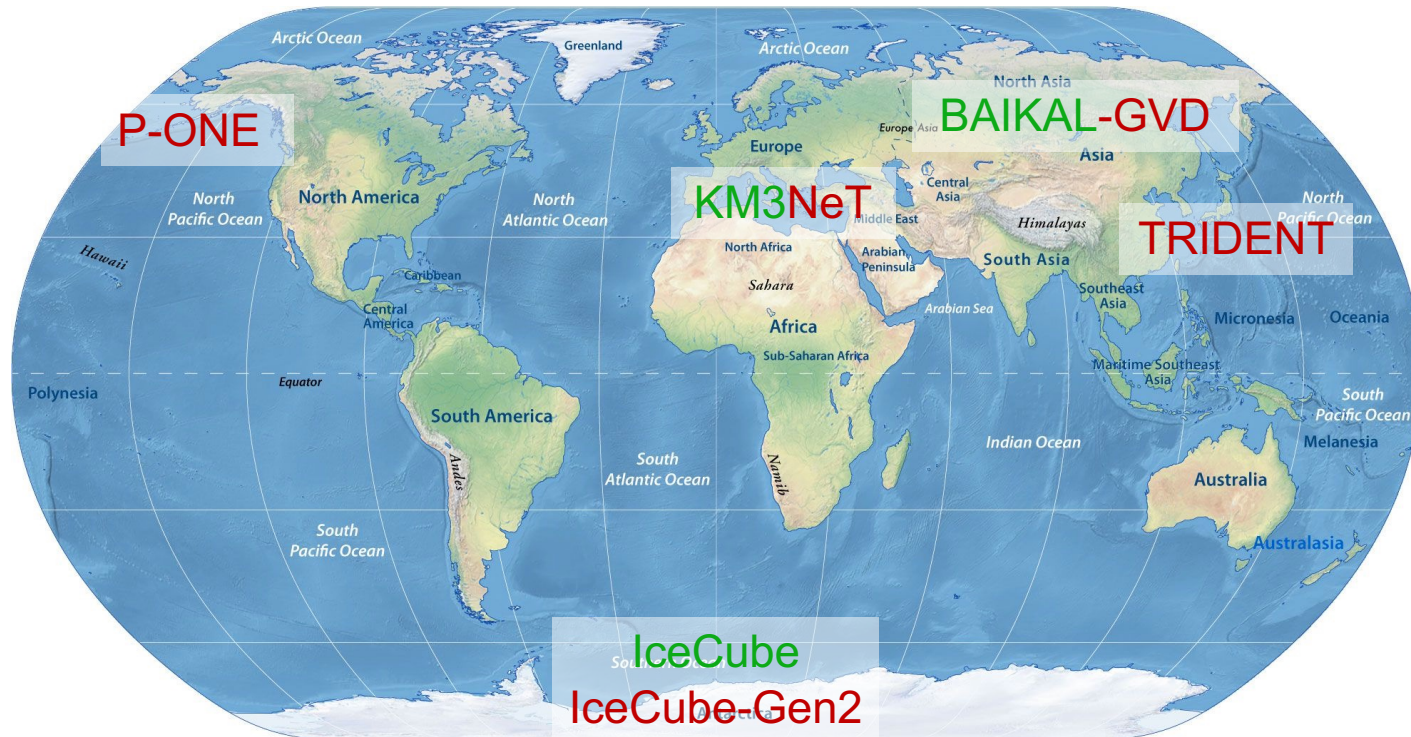 Arctic Ocean
Greenland
Arctic Ocean
North Asia
P-ONE
BAIKAL-GVD
Europe
Europe Asia
Asia
North America
North
Pacific Ocean
North
Atlantic Ocean
KM3NeT
Central
Asia
Middle East
Himalayas
North
Pacific Ocean
TRIDENT
Hawaii
Caribbean
Central
America
North Africa
Sahara
Arabian
Peninsula
South Asia
Arabian Sea
Southeast
Asia
Africa
Sub-Saharan Africa
Micronesia
Oceania
Maritime Southeast
Asia
Polynesia
Equator
South America
Andes
South
Atlantic Ocean
Namib
Indian Ocean
South
Pacific Ocean
Melanesia
Australia
South
Pacific Ocean
Australasia
IceCube
Southern Ocean
IceCube-Gen2
Antarctica